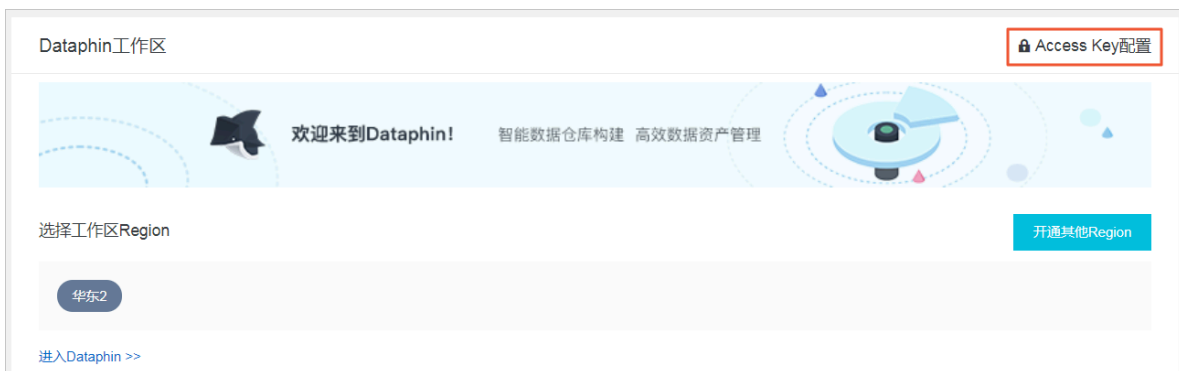 Dataphin工作区
Access Key配置
欢迎来到Dataphin!
智能数据仓库构建 高效数据资产管理
选择工作区Region
开通其他Region
华东2
进入Dataphin >>